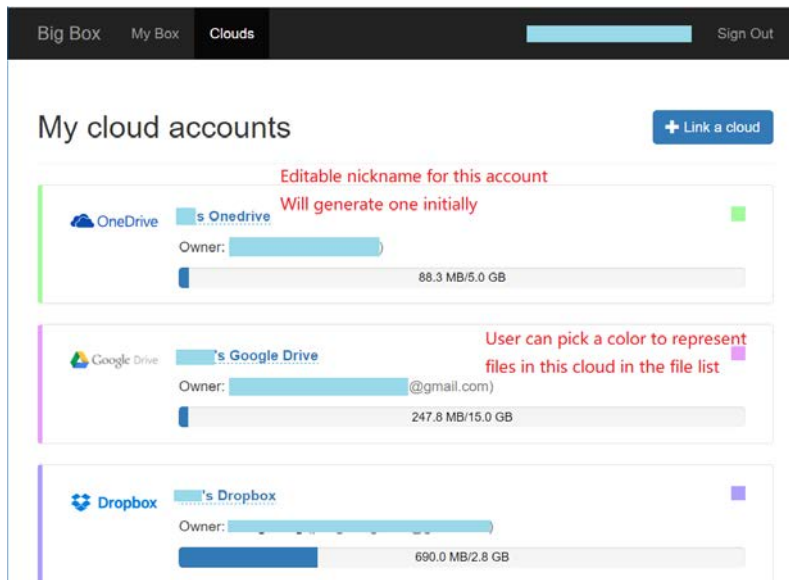 Big Box My Box Clouds Sign Out
My cloud accounts
Link a cloud
Editable nickname for this account
Will generate one initially
OneDrive
s Onedrive
Owner: )
88.3 MB/5.0 GB
User can pick a color to represent
files in this cloud in the file list
Google Drive
's Google Drive
Owner: @gmail.com)
247.8 MB/15.0 GB
Dropbox
's Dropbox
Owner: )
690.0 MB/2.8 GB